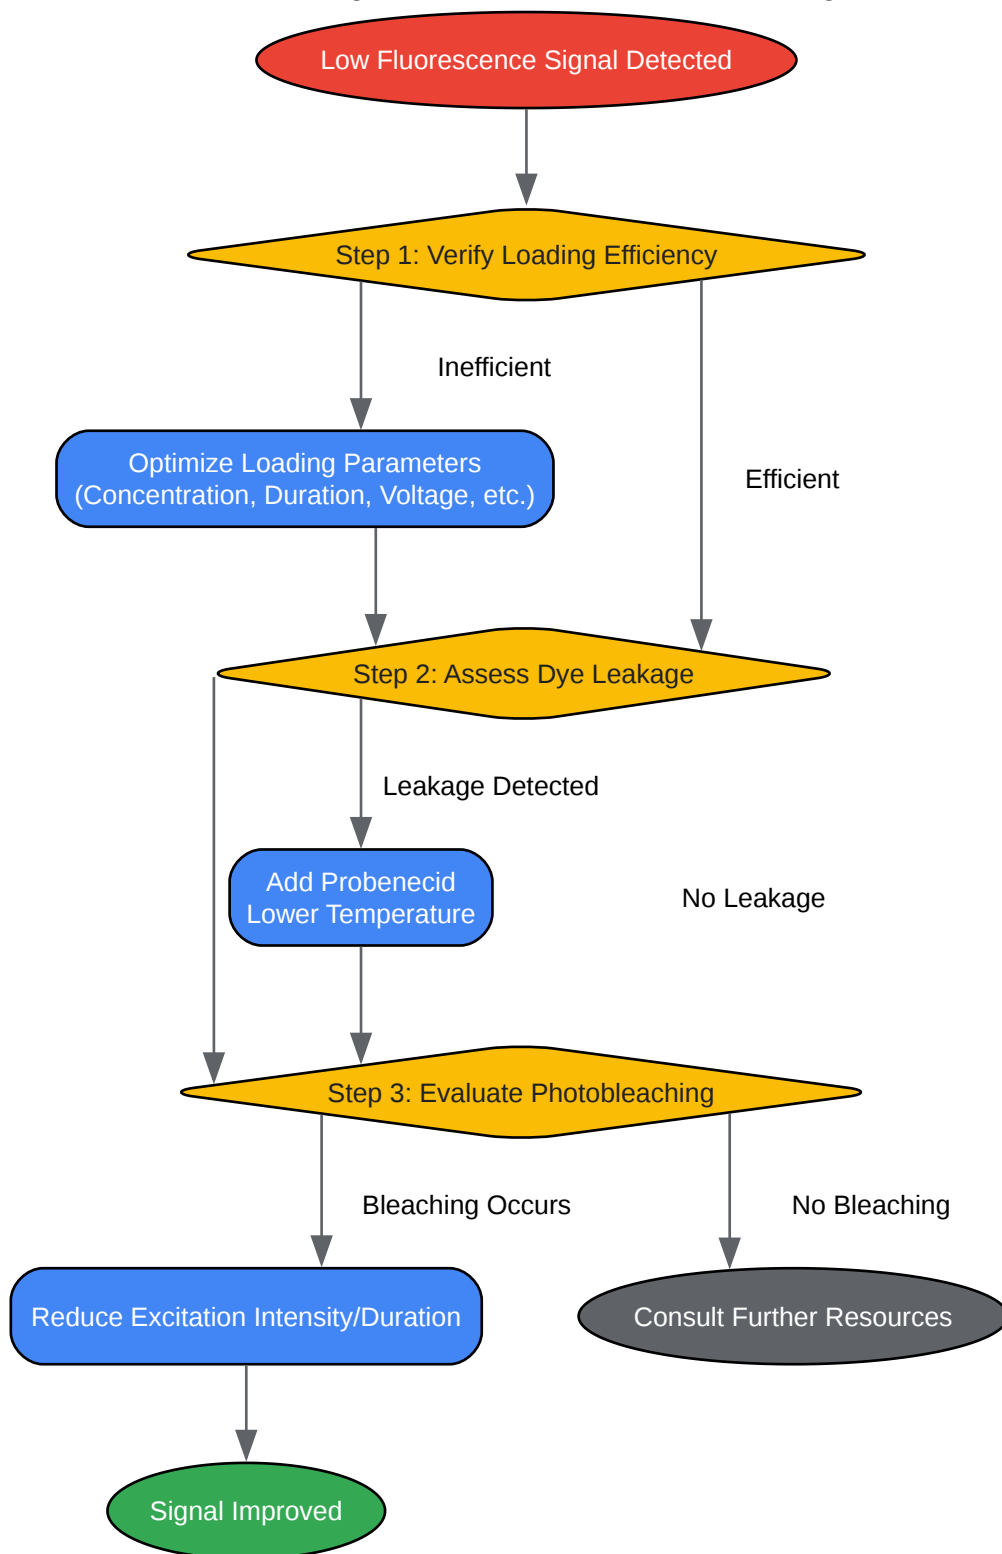 Low Fluorescence Signal Detected
Step 1: Verify Loading Efficiency
Inefficient
Optimize Loading Parameters
(Concentration, Duration, Voltage, etc.)
Efficient
Step 2: Assess Dye Leakage
Leakage Detected
Add Probenecid
Lower Temperature
No Leakage
Step 3: Evaluate Photobleaching
Bleaching Occurs
No Bleaching
Reduce Excitation Intensity/Duration
Consult Further Resources
Signal Improved